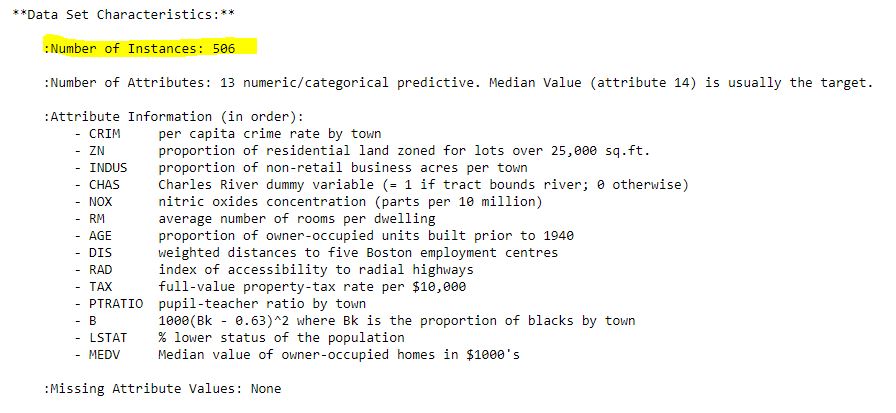 **Data Set Characteristics:**
:Number of Instances: 506
:Number of Attributes: 13 numeric/categorical predictive. Median Value (attribute 14) is usually the target.
:Attribute Information (in order):
- CRIM per capita crime rate by town
- ZN proportion of residential land zoned for lots over 25,000 sq.ft.
- INDUS proportion of non-retail business acres per town
- CHAS Charles River dummy variable (= 1 if tract bounds river; 0 otherwise)
- NOX nitric oxides concentration (parts per 10 million)
- RM average number of rooms per dwelling
- AGE proportion of owner-occupied units built prior to 1940
- DIS weighted distances to five Boston employment centres
- RAD index of accessibility to radial highways
- TAX full-value property-tax rate per $10,000
- PTRATIO pupil-teacher ratio by town
- B 1000(Bk - 0.63)^2 where Bk is the proportion of blacks by town
- LSTAT % lower status of the population
- MEDV Median value of owner-occupied homes in $1000's
:Missing Attribute Values: None